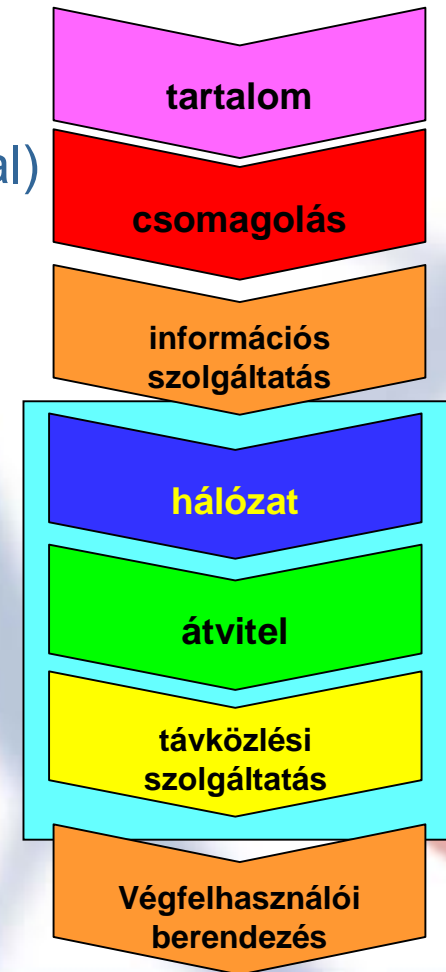 tartalom
al)
csomagolás
információs
szolgáltatás
hálózat
átvitel
távközlési
szolgáltatás
Végfelhasználói
berendezés